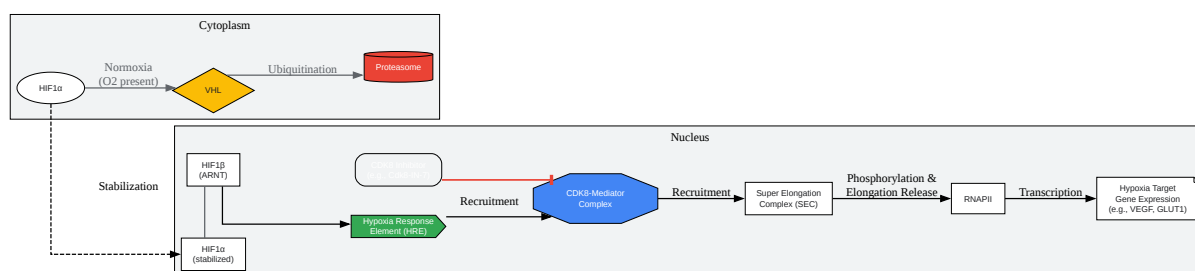 Cytoplasm
HIF1α
Normoxia
(O2 present)
VHL
Ubiquitination
Proteasome
Stabilization
Nucleus
HIF1β
(ARNT)
HIF1α
(stabilized)
Hypoxia Response
Element (HRE)
Recruitment
CDK8-Mediator
Complex
Recruitment
Super Elongation
Complex (SEC)
Phosphorylation &
Elongation Release
RNAPII
Transcription
Hypoxia Target
Gene Expression
(e.g., VEGF, GLUT1)